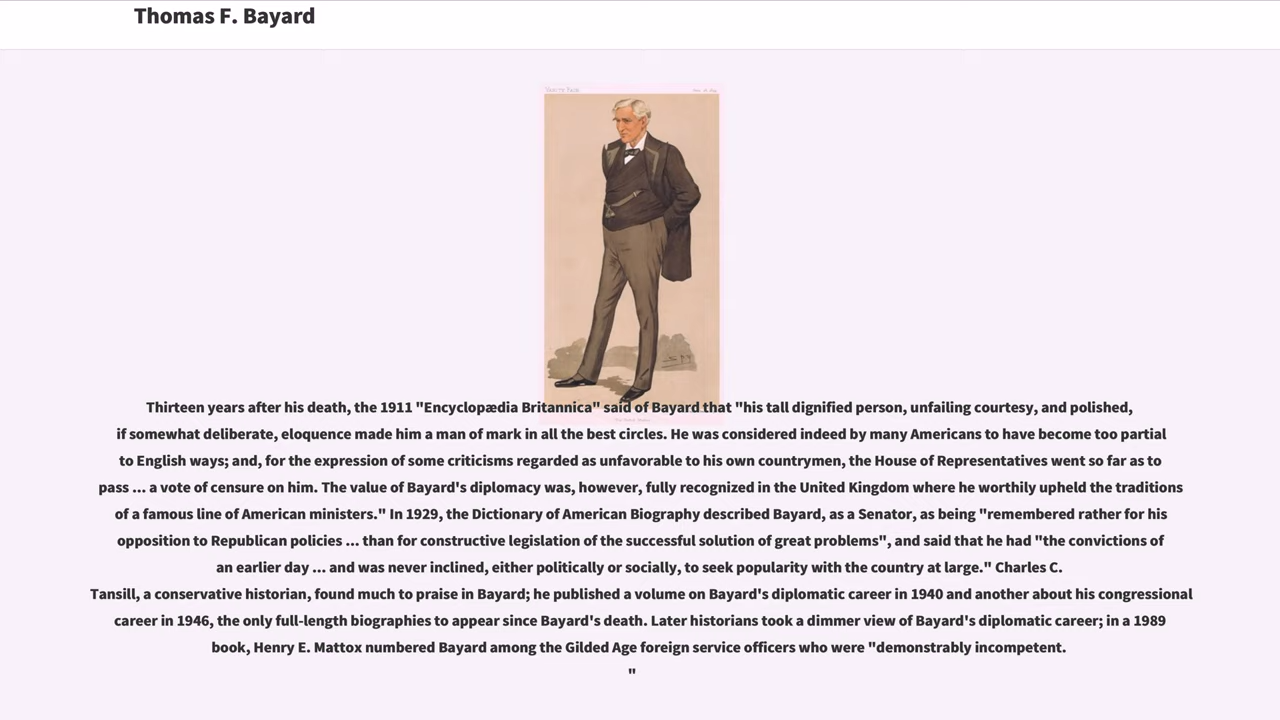 Thomas F. Bayard
Thirteen years after his death, the 1911 "Encyclopædia Britannica" said of Bayard that "his tall dignified person, unfailing courtesy, and polished,
if somewhat deliberate, eloquence made him a man of mark in all the best circles. He was considered indeed by many Americans to have become too partial
to English ways; and, for the expression of some criticisms regarded as unfavorable to his own countrymen, the House of Representatives went so far as to
pass ... a vote of censure on him. The value of Bayard's diplomacy was, however, fully recognized in the United Kingdom where he worthily upheld the traditions
of a famous line of American ministers." In 1929, the Dictionary of American Biography described Bayard, as a Senator, as being "remembered rather for his
opposition to Republican policies ... than for constructive legislation of the successful solution of great problems", and said that he had "the convictions of
an earlier day ... and was never inclined, either politically or socially, to seek popularity with the country at large." Charles C.
Tansill, a conservative historian, found much to praise in Bayard; he published a volume on Bayard's diplomatic career in 1940 and another about his congressional
career in 1946, the only full-length biographies to appear since Bayard's death. Later historians took a dimmer view of Bayard's diplomatic career; in a 1989
book, Henry E. Mattox numbered Bayard among the Gilded Age foreign service officers who were "demonstrably incompetent.
"